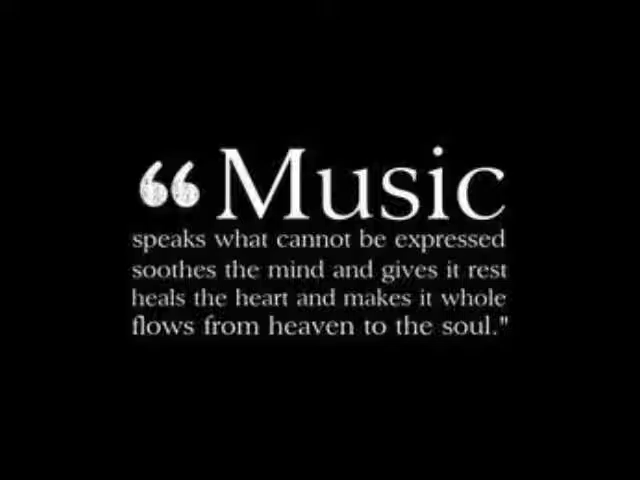 “Music
speaks what cannot be expressed
soothes the mind and gives it rest
heals the heart and makes it whole
flows from heaven to the soul."